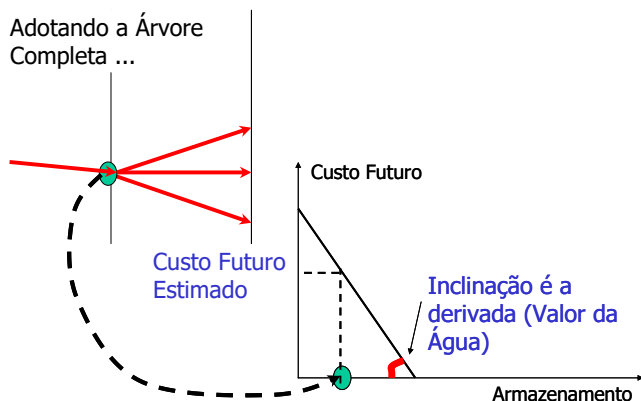 Adotando a Árvore
Completa ...
Custo Futuro
Custo Futuro
Estimado
Inclinação é a
derivada (Valor da
Água)
Armazenamento